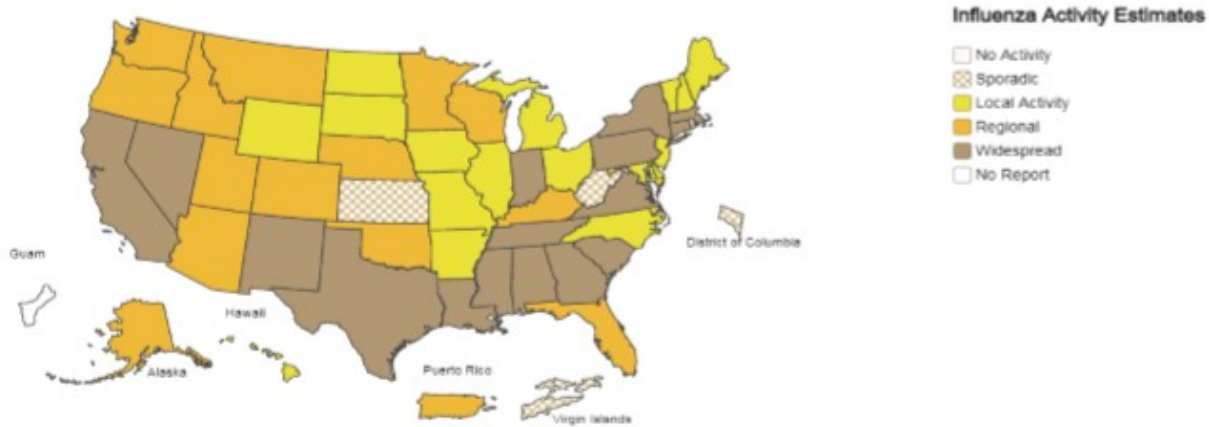 Influenza Activity Estimates
No Activity
Sporadic
Local Activity
Regional
Widespread
No Report
District of Columbia
Guam
Hawaii
Alaska
Puerto Rico
Virgin Islands